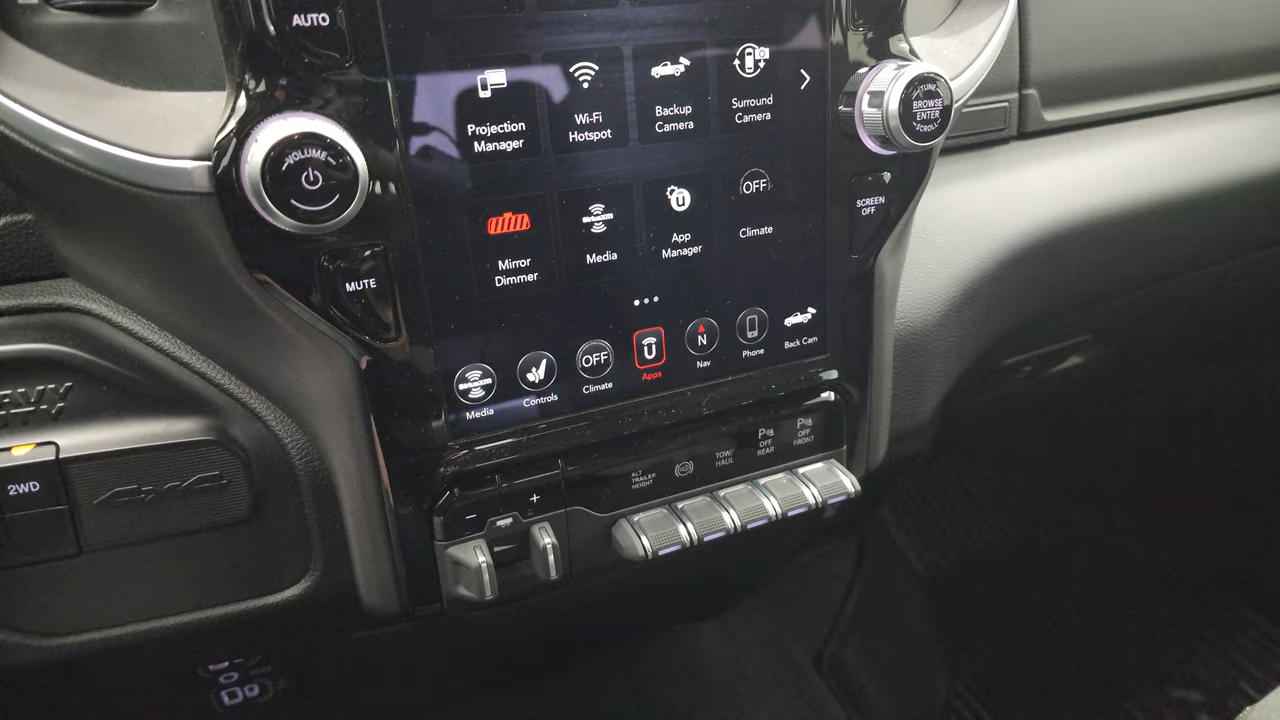 AUTO
Projection
Manager
Wi-Fi
Hotspot
Backup
Camera
Surround
Camera
TUNE
BROWSE
ENTER
SCROLL
VOLUME
MUTE
Mirror
Dimmer
SiriusXM
Media
U
App
Manager
OFF
Climate
SCREEN
OFF
SiriusXM
Media
Controls
OFF
Climate
U
Apps
N
Nav
Phone
Back Cam
2WD
4x4
+
-
ALT
TRAILER
HEIGHT
TOW/
HAUL
P
OFF
REAR
P
OFF
FRONT